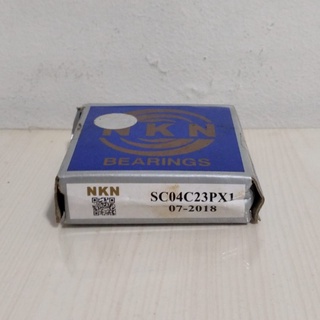 NKN
BEARINGS
NKN
SC04C23PX1
07-2018